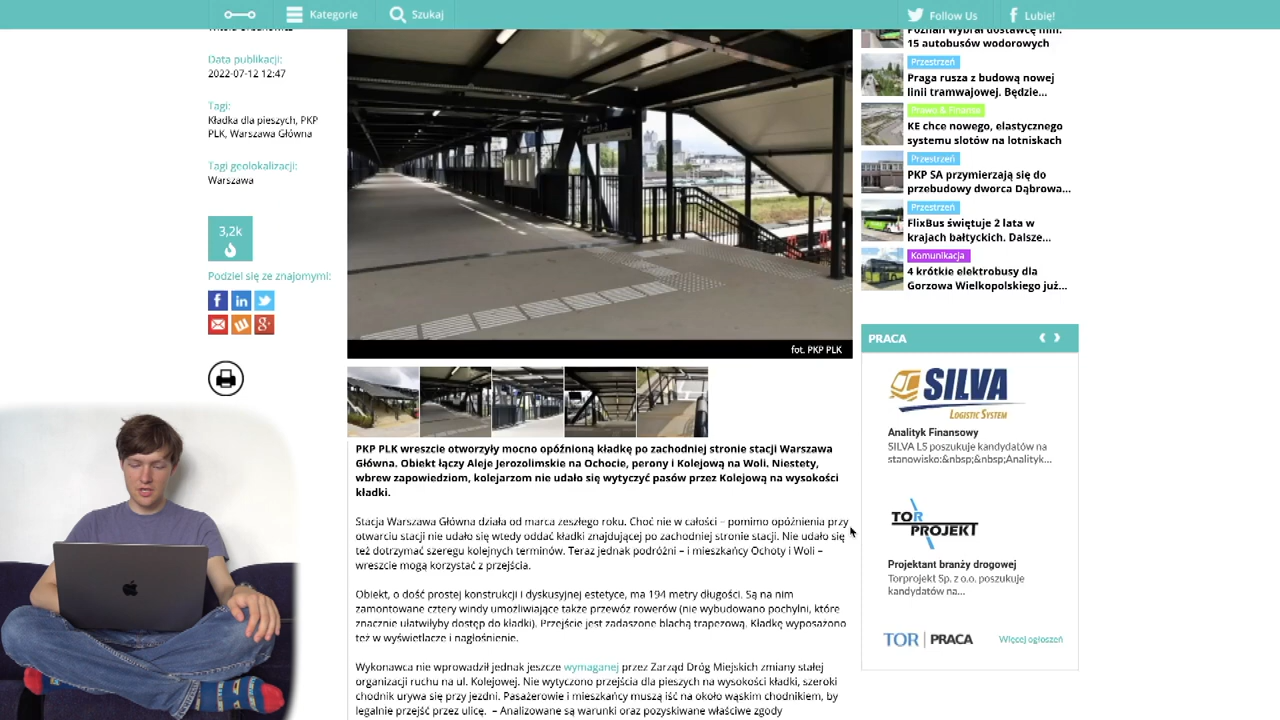 Kategorie
Szukaj
Follow Us
Lubię!
Witold Urbanowicz
Data publikacji:
2022-07-12 12:47
Tagi:
Kładka dla pieszych, PKP
PLK, Warszawa Główna
Tagi geolokalizacji:
Warszawa
3,2k
Podziel się ze znajomymi:
fot. PKP PLK
PKP PLK wreszcie otworzyły mocno opóźnioną kładkę po zachodniej stronie stacji Warszawa
Główna. Obiekt łączy Aleje Jerozolimskie na Ochocie, perony i Kolejową na Woli. Niestety,
wbrew zapowiedziom, kolejarzom nie udało się wytyczyć pasów przez Kolejową na wysokości
kładki.
Stacja Warszawa Główna działa od marca zeszłego roku. Choć nie w całości – pomimo opóźnienia przy
otwarciu stacji nie udało się wtedy oddać kładki znajdującej po zachodniej stronie stacji. Nie udało się
też dotrzymać szeregu kolejnych terminów. Teraz jednak podróżni – i mieszkańcy Ochoty i Woli –
wreszcie mogą korzystać z przejścia.
Obiekt, o dość prostej konstrukcji i dyskusyjnej estetyce, ma 194 metry długości. Są na nim
zamontowane cztery windy umożliwiające także przewóz rowerów (nie wybudowano pochylni, które
znacznie ułatwiłyby dostęp do kładki). Przejście jest zadaszone blachą trapezową. Kładkę wyposażono
też w wyświetlacze i nagłośnienie.
Wykonawca nie wprowadził jednak jeszcze wymaganej przez Zarząd Dróg Miejskich zmiany stałej
organizacji ruchu na ul. Kolejowej. Nie wytyczono przejścia dla pieszych na wysokości kładki, szeroki
chodnik urywa się przy jezdni. Pasażerowie i mieszkańcy muszą iść na około wąskim chodnikiem, by
legalnie przejść przez ulicę. – Analizowane są warunki oraz pozyskiwane właściwe zgody
Poznań wybrał dostawcę min.
15 autobusów wodorowych
Przestrzeń
Praga rusza z budową nowej
linii tramwajowej. Będzie...
Prawo & Finanse
KE chce nowego, elastycznego
systemu slotów na lotniskach
Przestrzeń
PKP SA przymierzają się do
przebudowy dworca Dąbrowa...
Przestrzeń
FlixBus świętuje 2 lata w
krajach bałtyckich. Dalsze...
Komunikacja
4 krótkie elektrobusy dla
Gorzowa Wielkopolskiego już...
PRACA
SILVA
LOGISTIC SYSTEM
Analityk Finansowy
SILVA LS poszukuje kandydatów na
stanowisko:&nbsp;&nbsp;Analityk...
TOR
PROJEKT
Projektant branży drogowej
Torprojekt Sp. z o.o. poszukuje
kandydatów na...
TOR PRACA
Więcej ogłoszeń